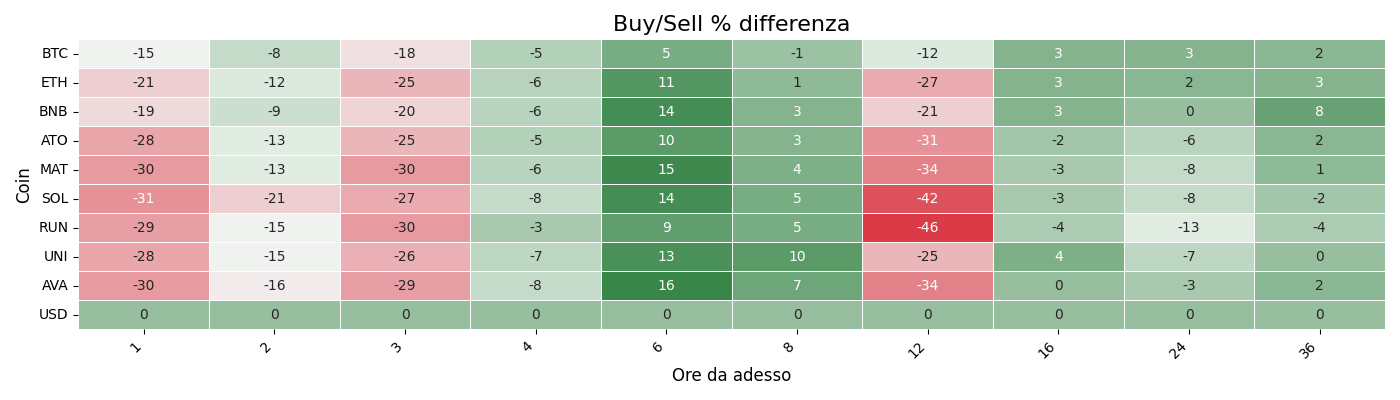 Buy/Sell % differenza
Coin
BTC -15 -8 -18 -5 5 -1 -12 3 3 2
ETH -21 -12 -25 -6 11 1 -27 3 2 3
BNB -19 -9 -20 -6 14 3 -21 3 0 8
ATO -28 -13 -25 -5 10 3 -31 -2 -6 2
MAT -30 -13 -30 -6 15 4 -34 -3 -8 1
SOL -31 -21 -27 -8 14 5 -42 -3 -8 -2
RUN -29 -15 -30 -3 9 5 -46 -4 -13 -4
UNI -28 -15 -26 -7 13 10 -25 4 -7 0
AVA -30 -16 -29 -8 16 7 -34 0 -3 2
USD 0 0 0 0 0 0 0 0 0 0
1 2 3 4 6 8 12 16 24 36
Ore da adesso